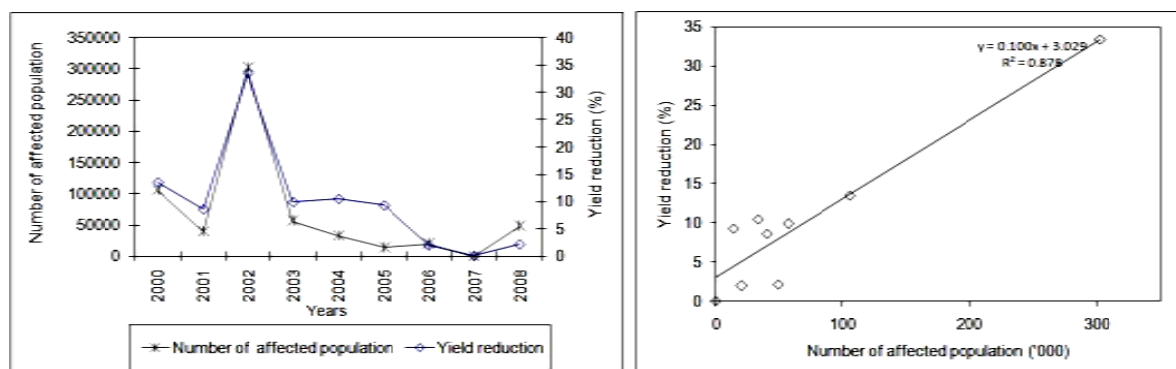 350000
300000
250000
200000
150000
100000
50000
0
Number of affected population
40
35
30
25
20
15
10
5
0
Yield reduction (%)
2000 2001 2002 2003 2004 2005 2006 2007 2008
Years
Number of affected population Yield reduction
35
30
25
20
15
10
5
0
Yield reduction (%)
y = 0.100x + 3.029
R² = 0.878
0 100 200 300
Number of affected population ('000)